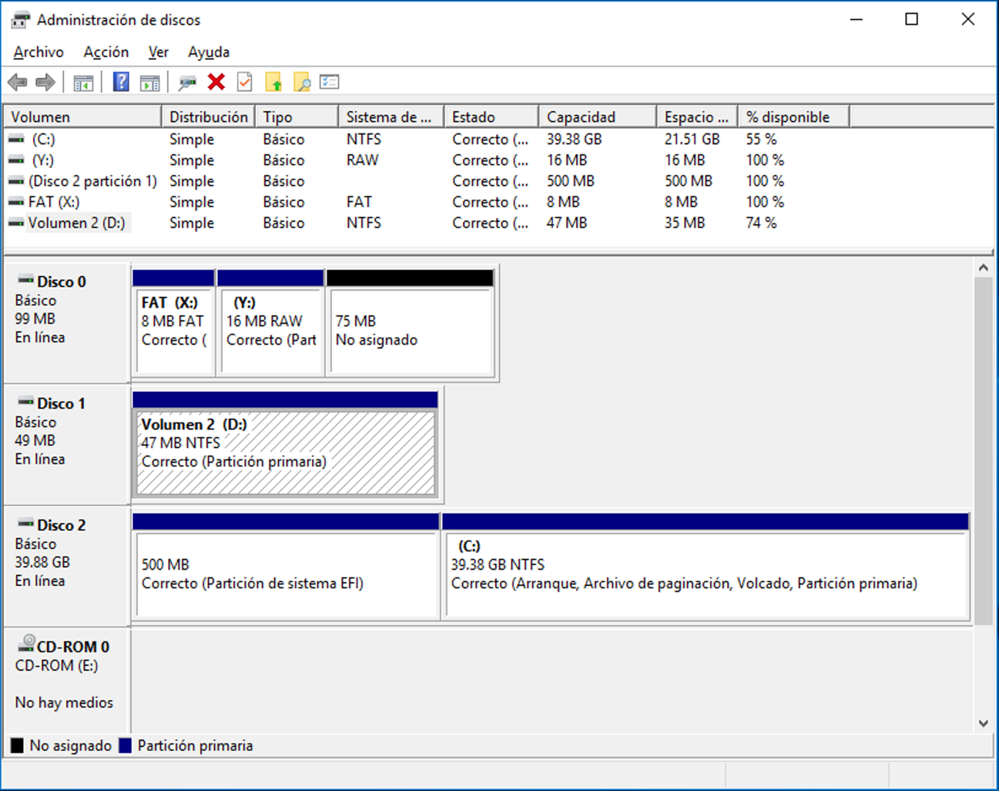 Administración de discos
Archivo Acción Ver Ayuda
Volumen Distribución Tipo Sistema de ... Estado Capacidad Espacio ... % disponible
(C:) Simple Básico NTFS Correcto (... 39.38 GB 21.51 GB 55 %
(Y:) Simple Básico RAW Correcto (... 16 MB 16 MB 100 %
(Disco 2 partición 1) Simple Básico Correcto (... 500 MB 500 MB 100 %
FAT (X:) Simple Básico FAT Correcto (... 8 MB 8 MB 100 %
Volumen 2 (D:) Simple Básico NTFS Correcto (... 47 MB 35 MB 74 %
Disco 0
Básico
99 MB
En línea
FAT (X:)
8 MB FAT
Correcto (
(Y:)
16 MB RAW
Correcto (Part
75 MB
No asignado
Disco 1
Básico
49 MB
En línea
Volumen 2 (D:)
47 MB NTFS
Correcto (Partición primaria)
Disco 2
Básico
39.88 GB
En línea
500 MB
Correcto (Partición de sistema EFI)
(C:)
39.38 GB NTFS
Correcto (Arranque, Archivo de paginación, Volcado, Partición primaria)
CD-ROM 0
CD-ROM (E:)
No hay medios
No asignado Partición primaria